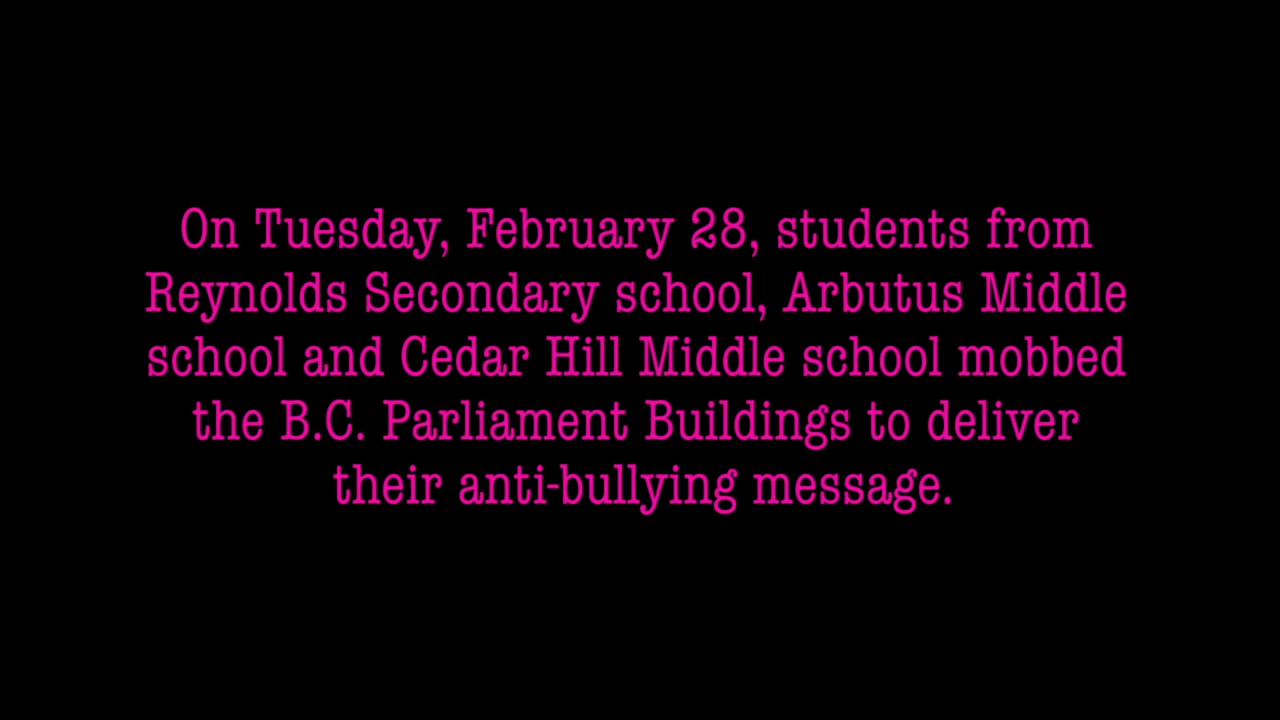 On Tuesday, February 28, students from
Reynolds Secondary school, Arbutus Middle
school and Cedar Hill Middle school mobbed
the B.C. Parliament Buildings to deliver
their anti-bullying message.